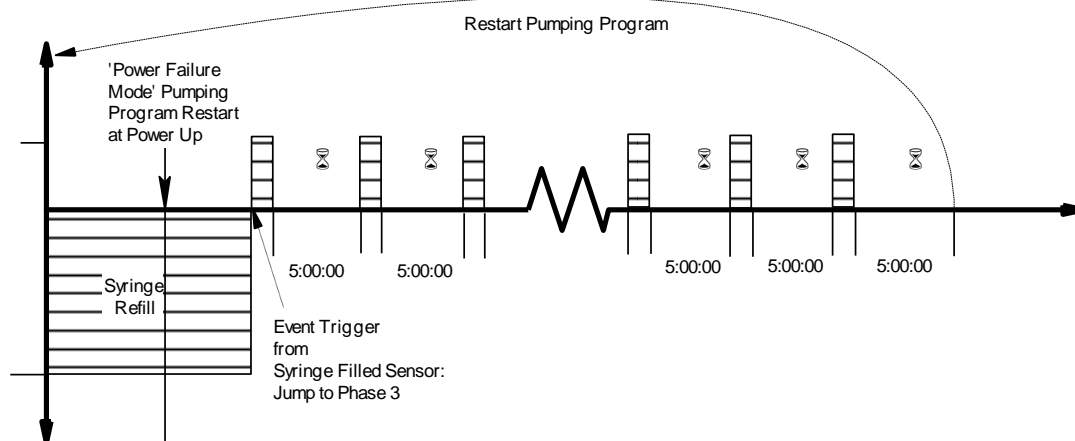 Restart Pumping Program
'Power Failure
Mode' Pumping
Program Restart
at Power Up
5:00:00
5:00:00
5:00:00
5:00:00
5:00:00
Syringe
Refill
Event Trigger
from
Syringe Filled Sensor:
Jump to Phase 3